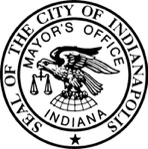 SEAL OF THE CITY OF INDIANAPOLIS
MAYOR'S OFFICE
INDIANA